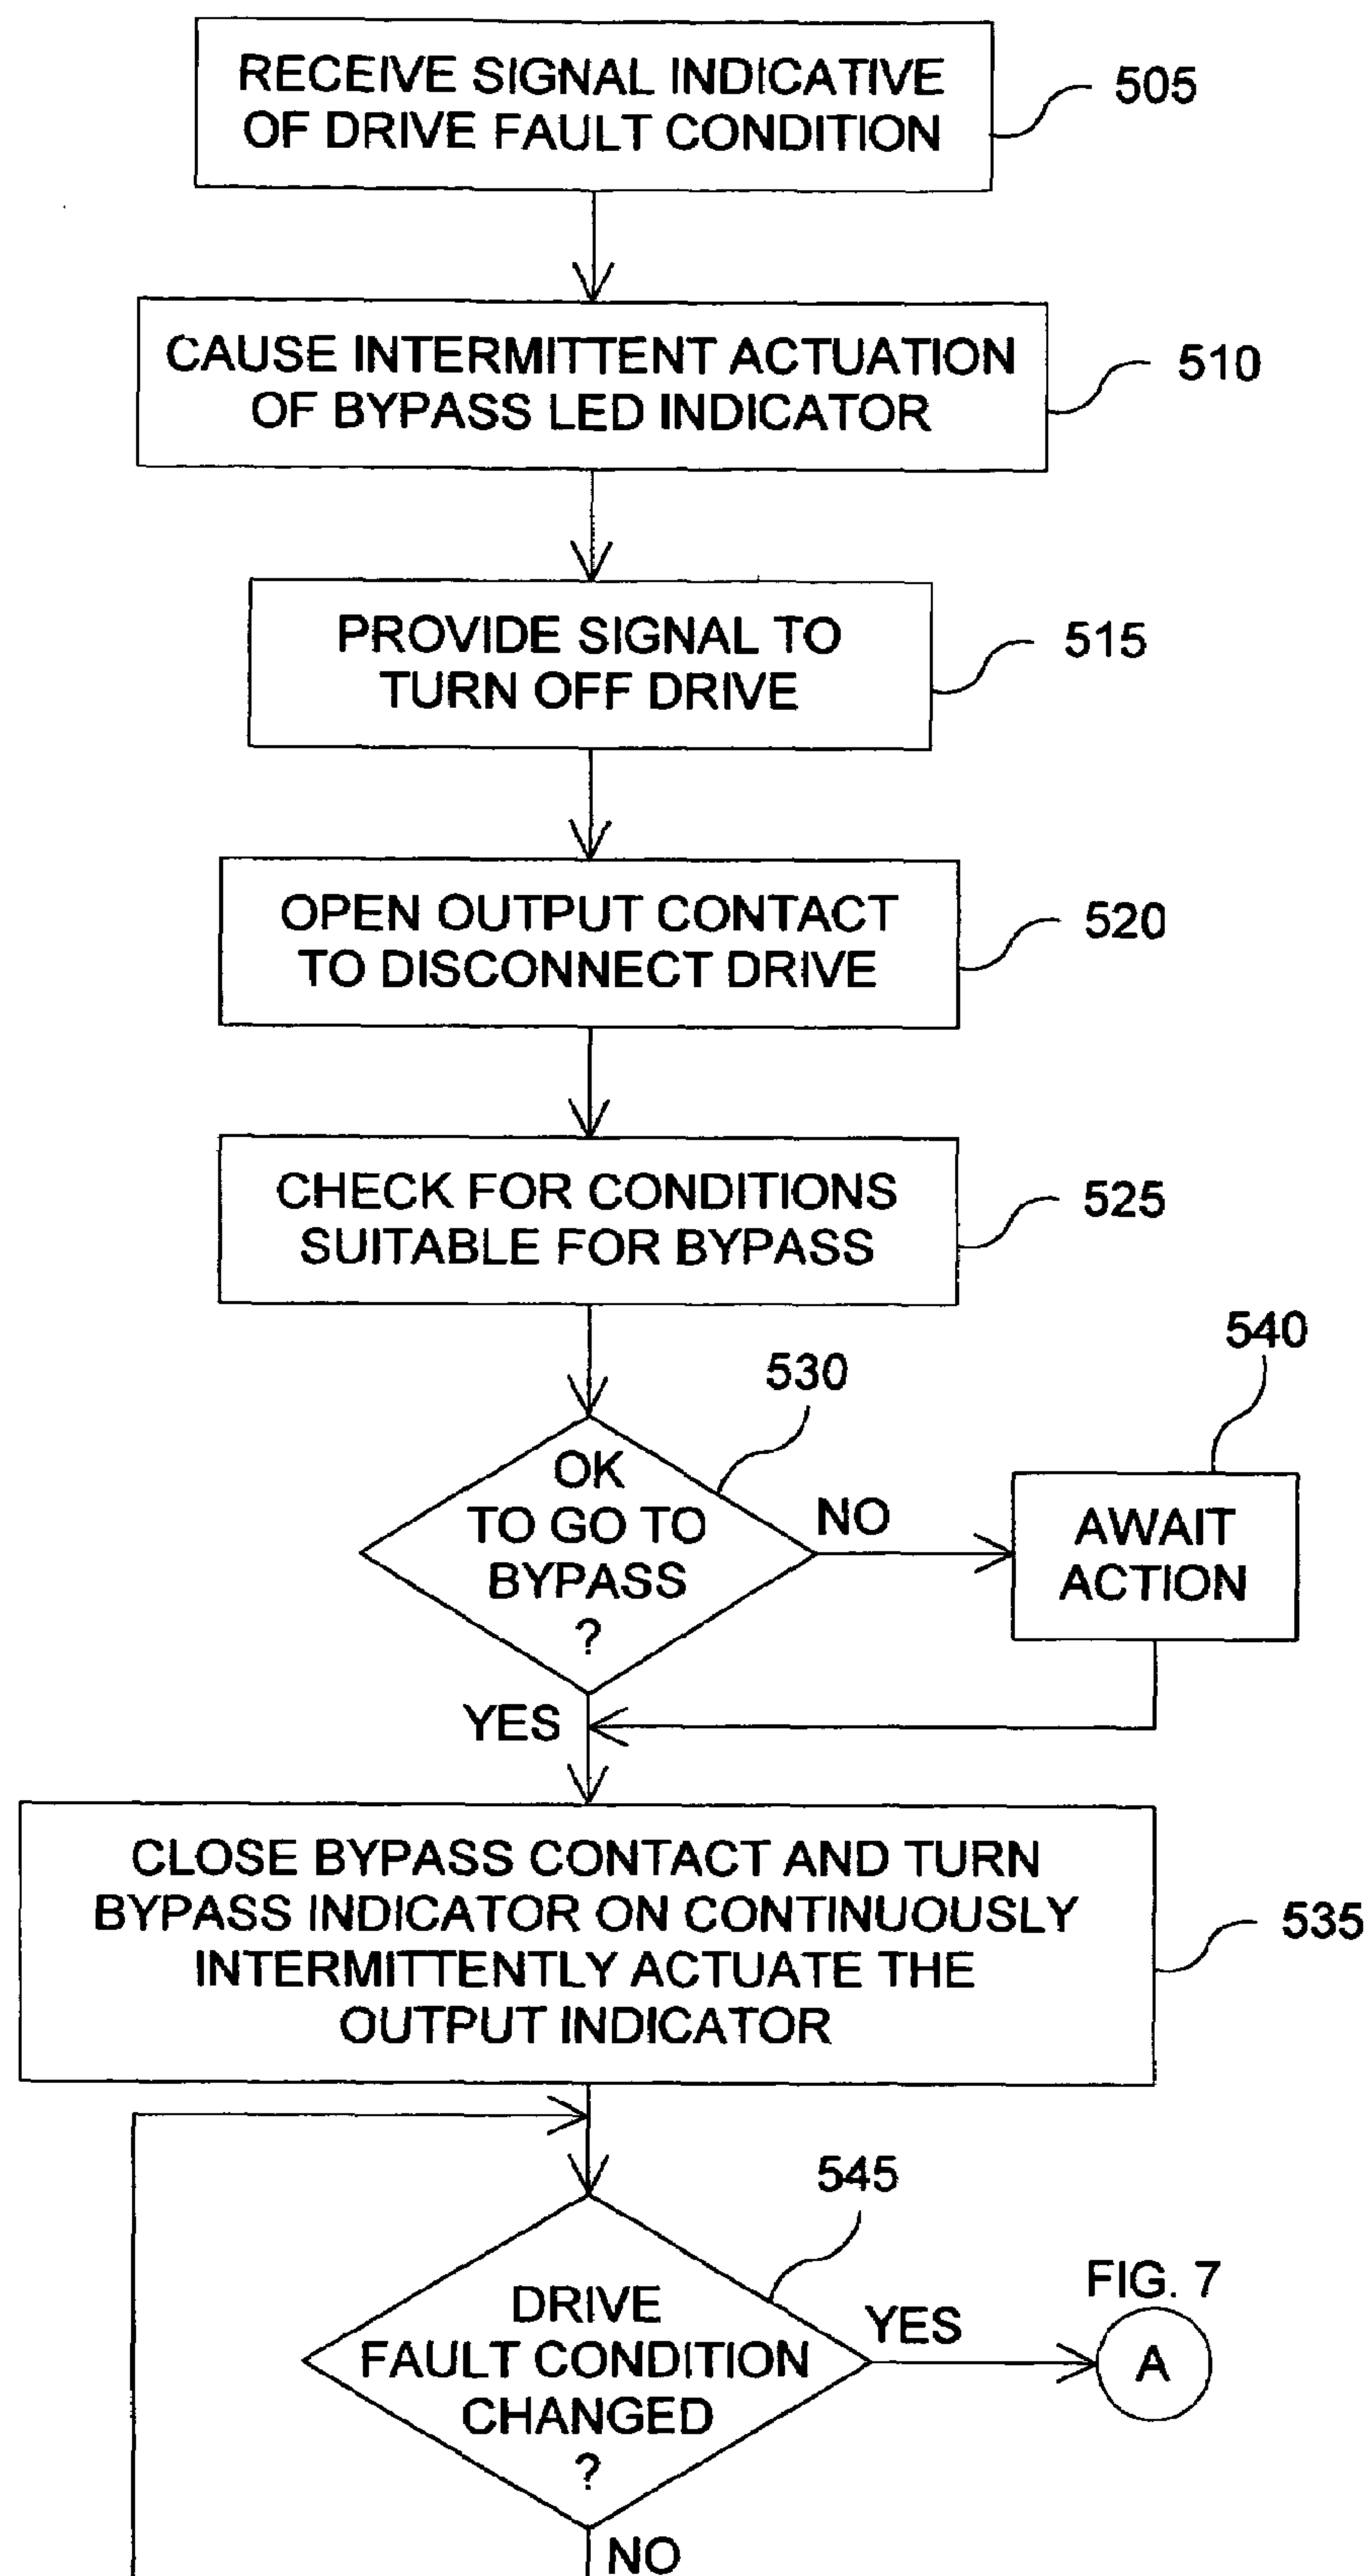 RECEIVE SIGNAL INDICATIVE
OF DRIVE FAULT CONDITION
505
CAUSE INTERMITTENT ACTUATION
OF BYPASS LED INDICATOR
510
PROVIDE SIGNAL TO
TURN OFF DRIVE
515
OPEN OUTPUT CONTACT
TO DISCONNECT DRIVE
520
CHECK FOR CONDITIONS
SUITABLE FOR BYPASS
525
530
OK
TO GO TO
BYPASS
?
NO
540
AWAIT
ACTION
YES
CLOSE BYPASS CONTACT AND TURN
BYPASS INDICATOR ON CONTINUOUSLY
INTERMITTENTLY ACTUATE THE
OUTPUT INDICATOR
535
545
DRIVE
FAULT CONDITION
CHANGED
?
YES
FIG. 7
A
NO